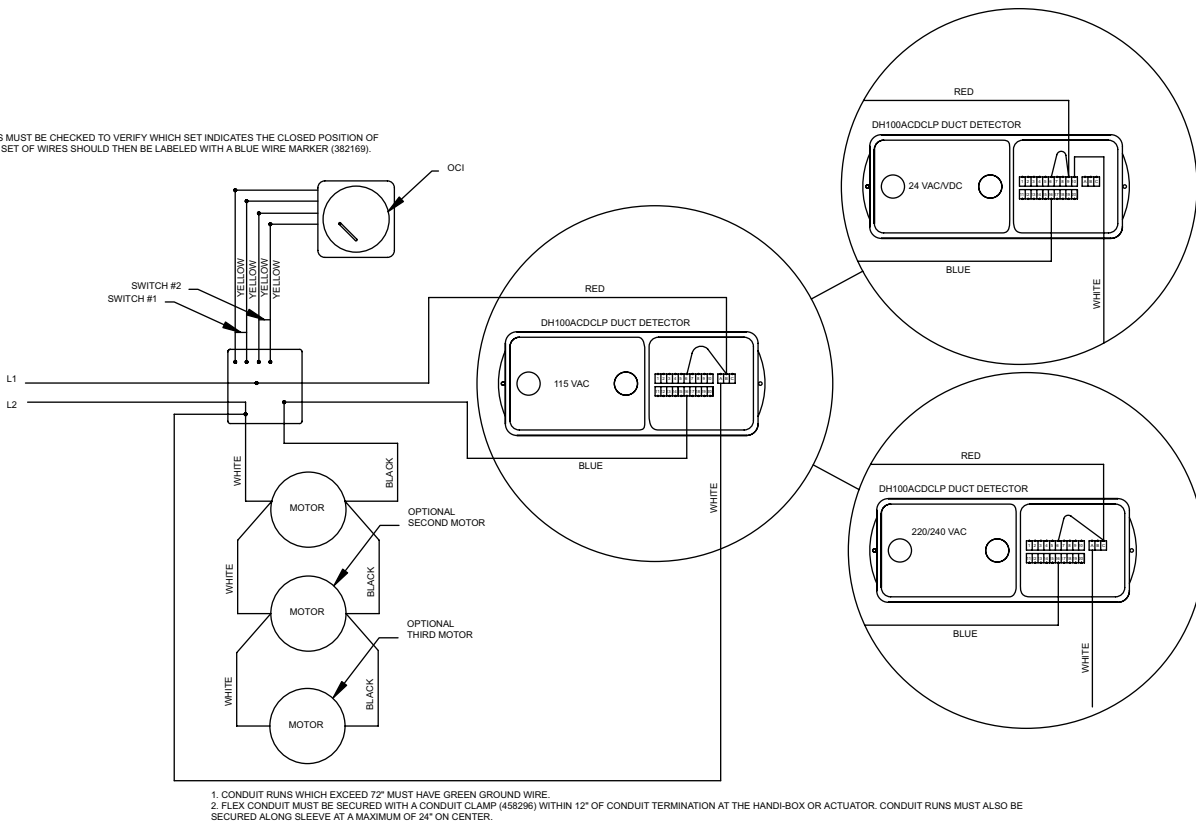 S MUST BE CHECKED TO VERIFY WHICH SET INDICATES THE CLOSED POSITION OF
SET OF WIRES SHOULD THEN BE LABELED WITH A BLUE WIRE MARKER (382169).
OCI
YELLOW
YELLOW
YELLOW
YELLOW
SWITCH #2
SWITCH #1
L1
L2
WHITE
BLACK
MOTOR
OPTIONAL
SECOND MOTOR
WHITE
BLACK
MOTOR
OPTIONAL
THIRD MOTOR
WHITE
BLACK
MOTOR
RED
DH100ACDCLP DUCT DETECTOR
115 VAC
BLUE
WHITE
RED
DH100ACDCLP DUCT DETECTOR
24 VAC/VDC
BLUE
WHITE
RED
DH100ACDCLP DUCT DETECTOR
220/240 VAC
BLUE
WHITE
1. CONDUIT RUNS WHICH EXCEED 72" MUST HAVE GREEN GROUND WIRE.
2. FLEX CONDUIT MUST BE SECURED WITH A CONDUIT CLAMP (458296) WITHIN 12" OF CONDUIT TERMINATION AT THE HANDI-BOX OR ACTUATOR. CONDUIT RUNS MUST ALSO BE
SECURED ALONG SLEEVE AT A MAXIMUM OF 24" ON CENTER.